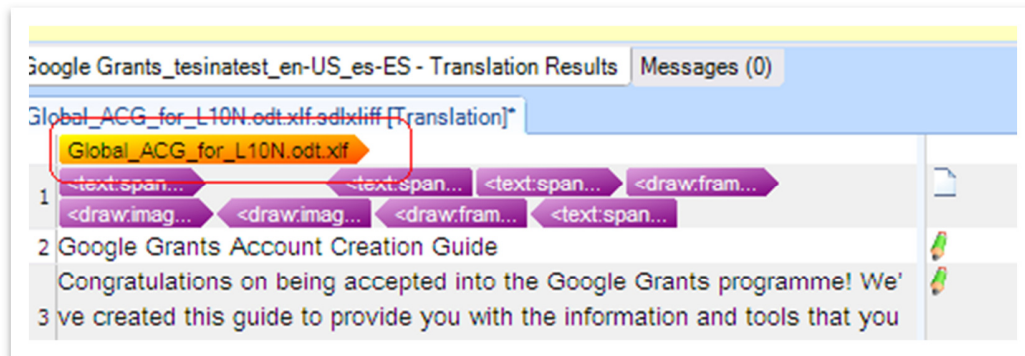 Google Grants_tesinatest_en-US_es-ES - Translation Results Messages (0)
Global_ACG_for_L10N.odt.xlf.sdlxliff [Translation]*
Global_ACG_for_L10N.odt.xlf
1 <text:span... <text:span... <text:span... <draw:fram...
<draw:imag... <draw:imag... <draw:fram... <text:span...
2 Google Grants Account Creation Guide
Congratulations on being accepted into the Google Grants programme! We'
3 ve created this guide to provide you with the information and tools that you